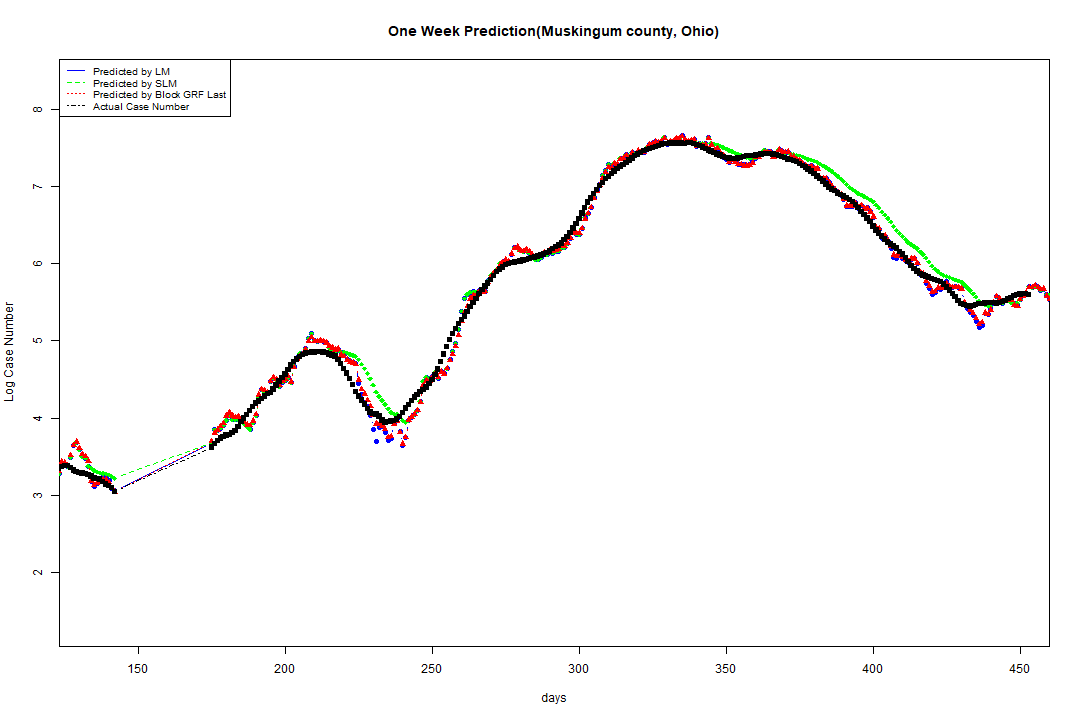 One Week Prediction(Muskingum county, Ohio)
Predicted by LM
Predicted by SLM
Predicted by Block GRF Last
Actual Case Number
8
7
6
5
4
3
2
Log Case Number
150 200 250 300 350 400 450
days